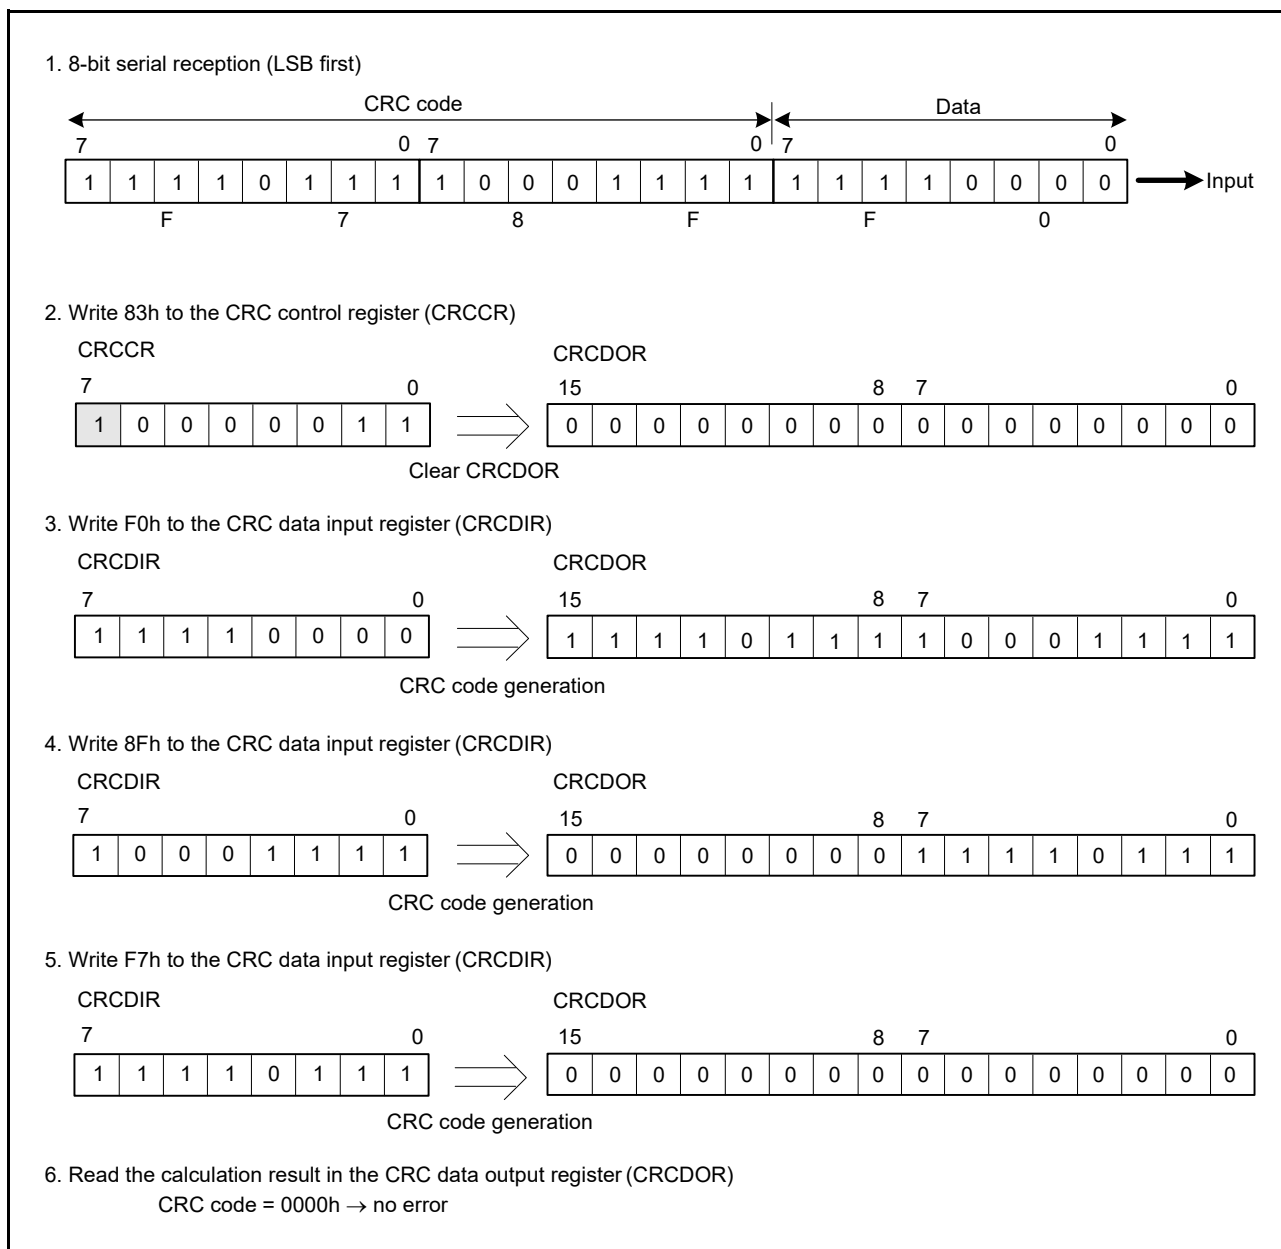 1. 8-bit serial reception (LSB first)
CRC code Data
7 0 7 0 7 0
1 1 1 1 0 1 1 1 1 0 0 0 1 1 1 1 1 1 1 1 0 0 0 0 Input
F 7 8 F F 0
2. Write 83h to the CRC control register (CRCCR)
CRCCR CRCDOR
7 0 15 8 7 0
1 0 0 0 0 0 1 1 0 0 0 0 0 0 0 0 0 0 0 0 0 0 0 0
Clear CRCDOR
3. Write F0h to the CRC data input register (CRCDIR)
CRCDIR CRCDOR
7 0 15 8 7 0
1 1 1 1 0 0 0 0 1 1 1 1 0 1 1 1 1 0 0 0 1 1 1 1
CRC code generation
4. Write 8Fh to the CRC data input register (CRCDIR)
CRCDIR CRCDOR
7 0 15 8 7 0
1 0 0 0 1 1 1 1 0 0 0 0 0 0 0 0 1 1 1 1 0 1 1 1
CRC code generation
5. Write F7h to the CRC data input register (CRCDIR)
CRCDIR CRCDOR
7 0 15 8 7 0
1 1 1 1 0 1 1 1 0 0 0 0 0 0 0 0 0 0 0 0 0 0 0 0
CRC code generation
6. Read the calculation result in the CRC data output register (CRCDOR)
CRC code = 0000h → no error